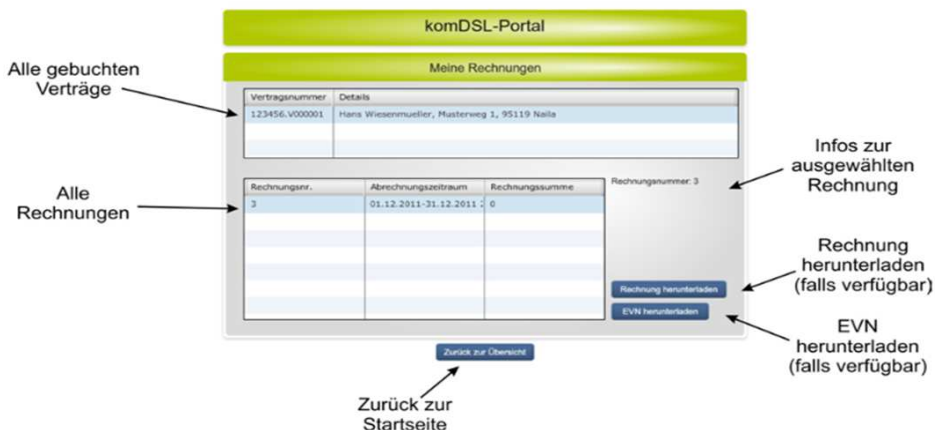 komDSL-Portal
Meine Rechnungen
Alle gebuchten
Verträge
Vertragsnummer Details
123456.V000001 Hans Wiesenmueller, Musterweg 1, 95119 Naila
Infos zur
ausgewählten
Rechnung
Alle
Rechnungen
Rechnungsnr. Abrechnungszeitraum Rechnungssumme
3 01.12.2011-31.12.2011 0
Rechnungsnummer: 3
Rechnung
herunterladen
(falls verfügbar)
Rechnung herunterladen
EVN herunterladen
EVN
herunterladen
(falls verfügbar)
Zurück zur Übersicht
Zurück zur
Startseite